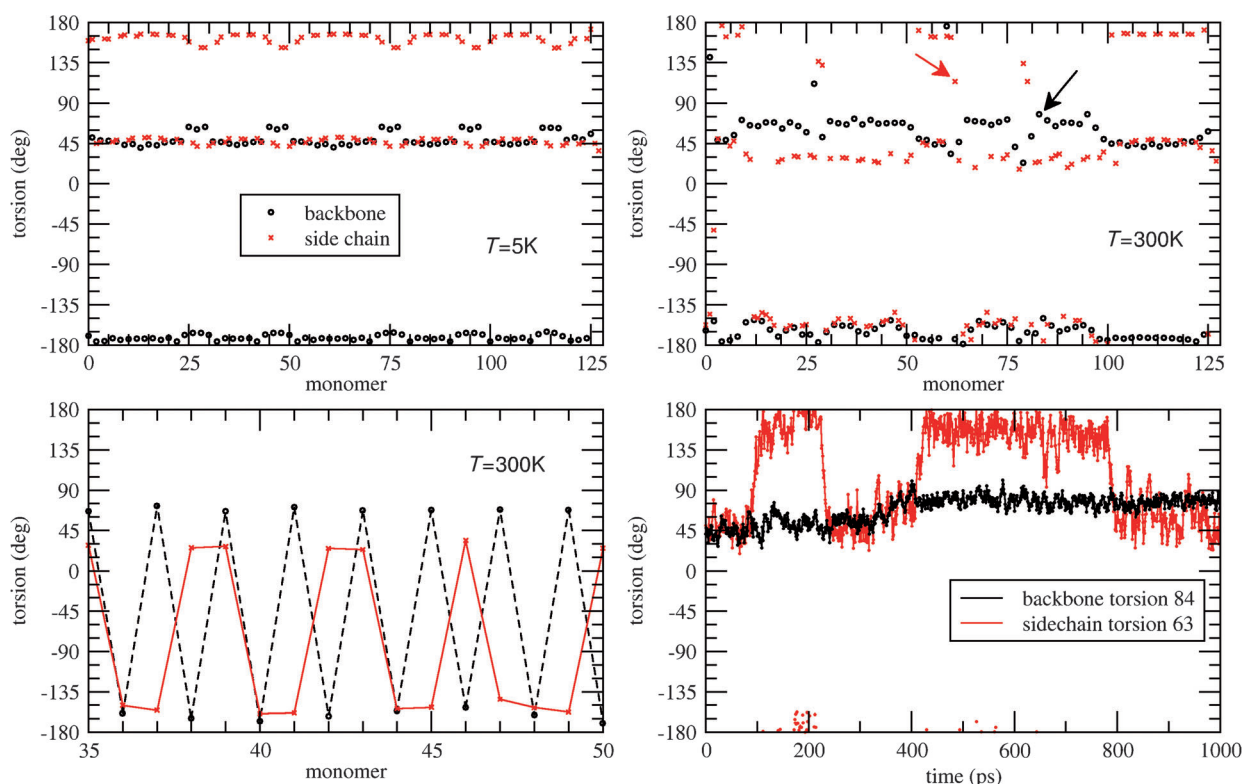 180
135
90
45
0
-45
-90
-135
-180
torsion (deg)
backbone
side chain
T=5K
0 25 50 75 100 125
monomer
180
135
90
45
0
-45
-90
-135
-180
torsion (deg)
T=300K
0 25 50 75 100 125
monomer
180
135
90
45
0
-45
-90
-135
-180
torsion (deg)
T=300K
35 40 45 50
monomer
180
135
90
45
0
-45
-90
-135
-180
torsion (deg)
backbone torsion 84
sidechain torsion 63
0 200 400 600 800 1000
time (ps)